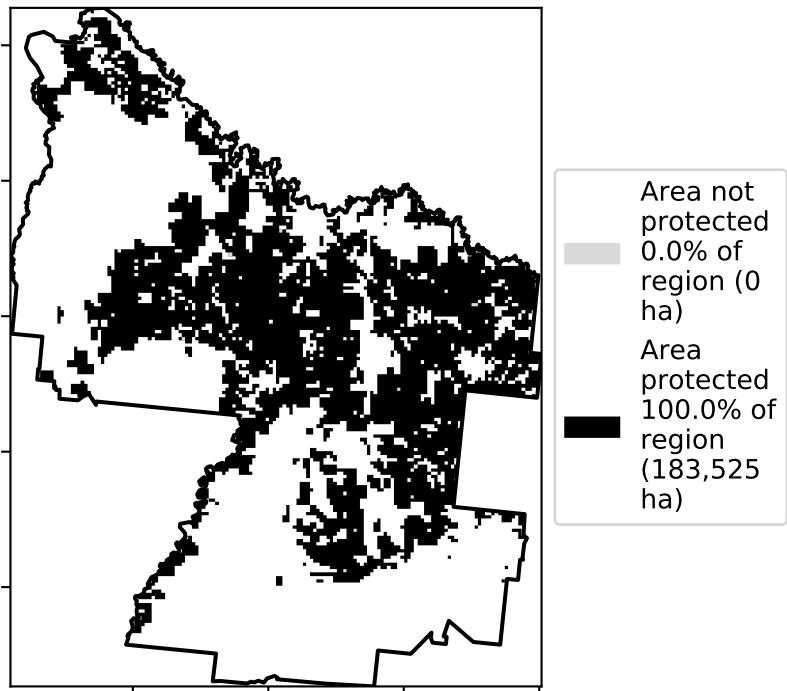 Area not
protected
0.0% of
region (0
ha)
Area
protected
100.0% of
region
(183,525
ha)